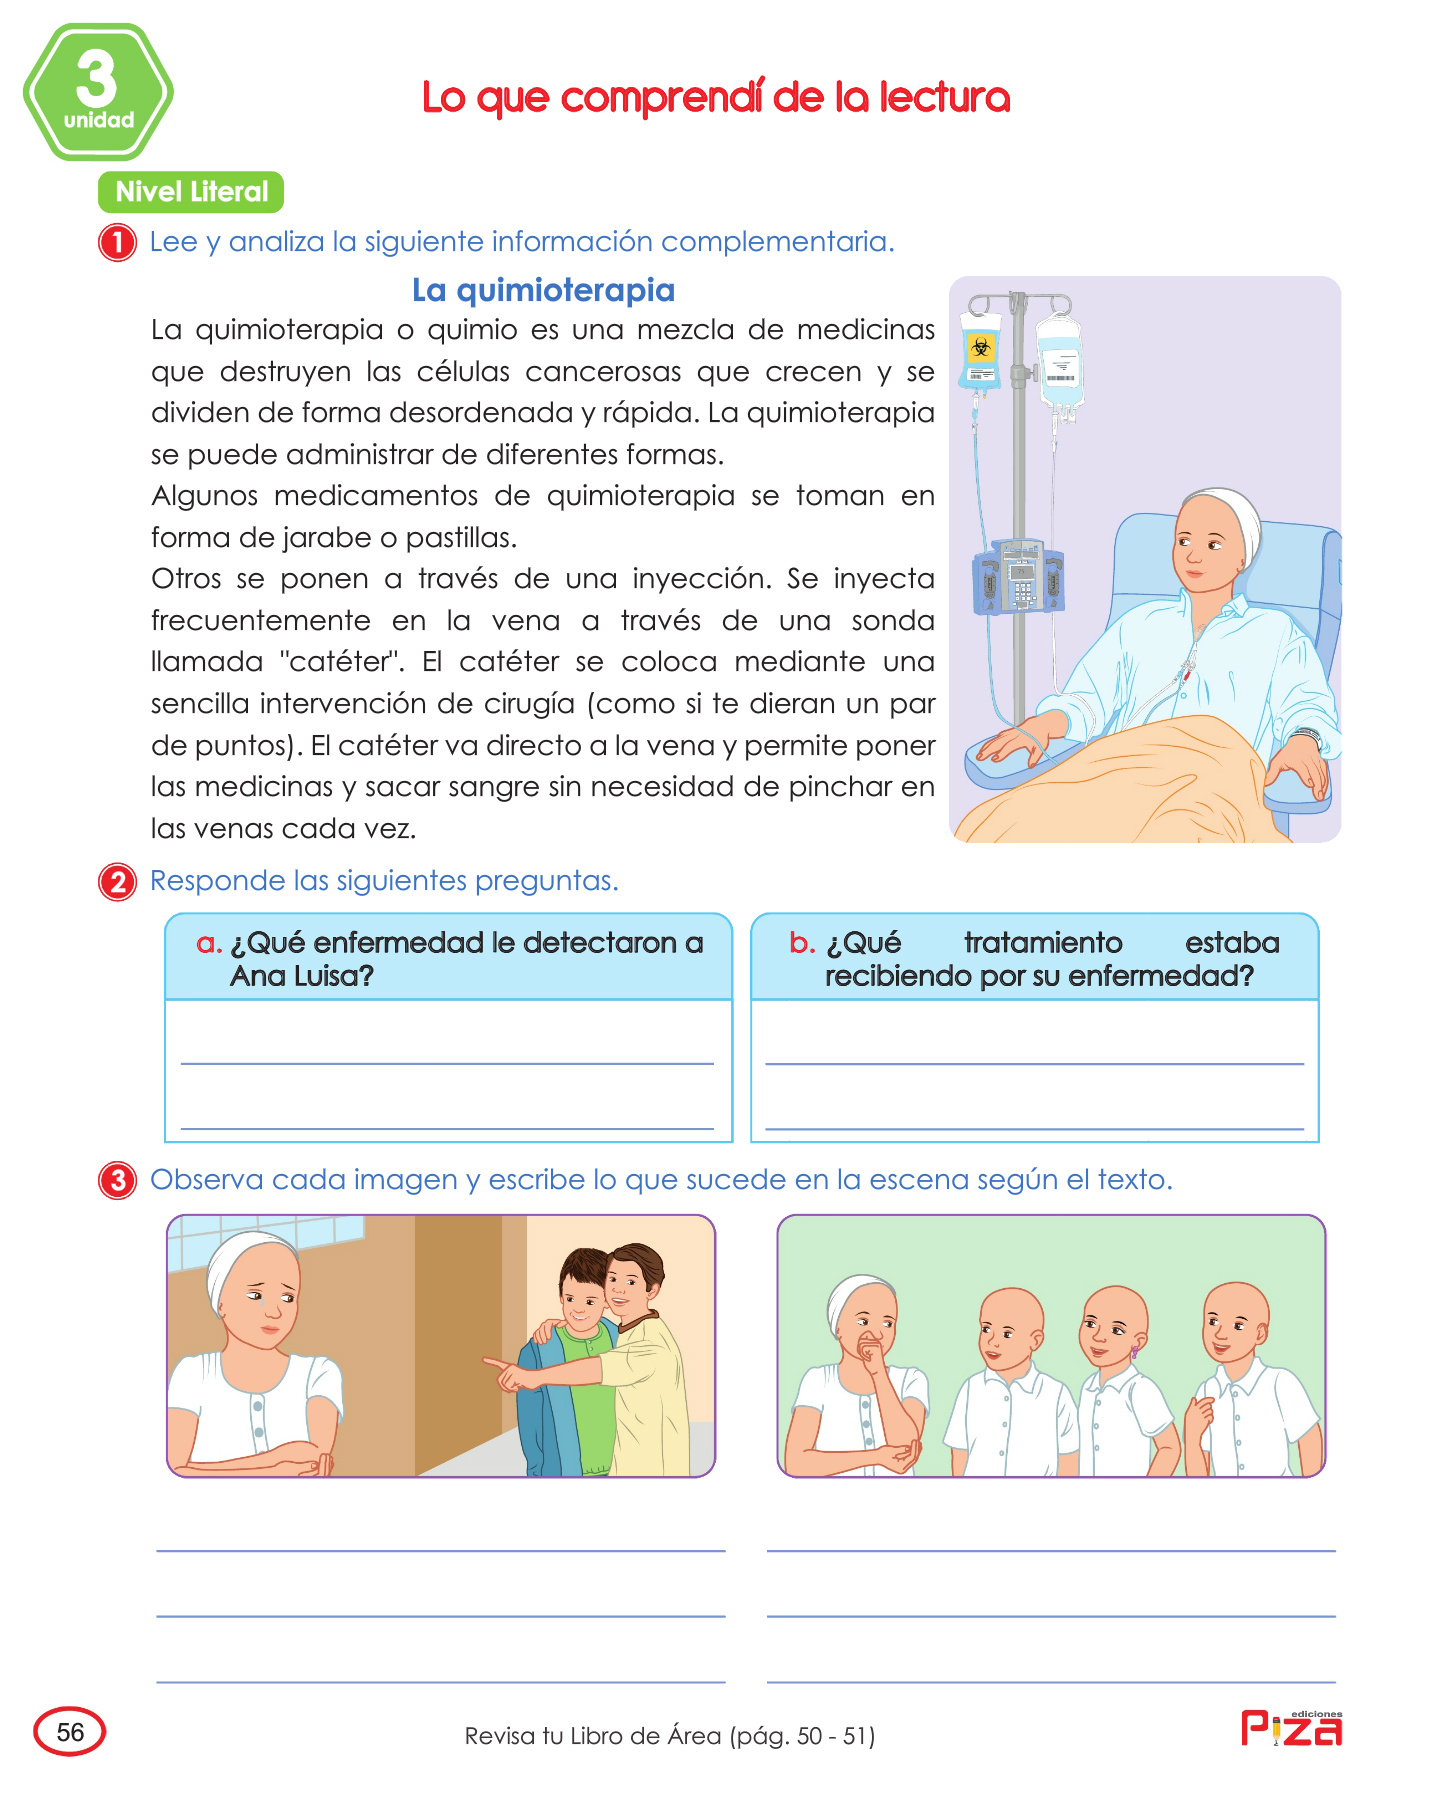 3
unidad
Lo que comprendí de la lectura
Nivel Literal
1 Lee y analiza la siguiente información complementaria.
La quimioterapia
La quimioterapia o quimio es una mezcla de medicinas
que destruyen las células cancerosas que crecen y se
dividen de forma desordenada y rápida. La quimioterapia
se puede administrar de diferentes formas.
Algunos medicamentos de quimioterapia se toman en
forma de jarabe o pastillas.
Otros se ponen a través de una inyección. Se inyecta
frecuentemente en la vena a través de una sonda
llamada "catéter". El catéter se coloca mediante una
sencilla intervención de cirugía (como si te dieran un par
de puntos). El catéter va directo a la vena y permite poner
las medicinas y sacar sangre sin necesidad de pinchar en
las venas cada vez.
2 Responde las siguientes preguntas.
a. ¿Qué enfermedad le detectaron a
Ana Luisa?
b. ¿Qué tratamiento estaba
recibiendo por su enfermedad?
3 Observa cada imagen y escribe lo que sucede en la escena según el texto.
56
Revisa tu Libro de Área (pág. 50 - 51)
ediciones
Piza